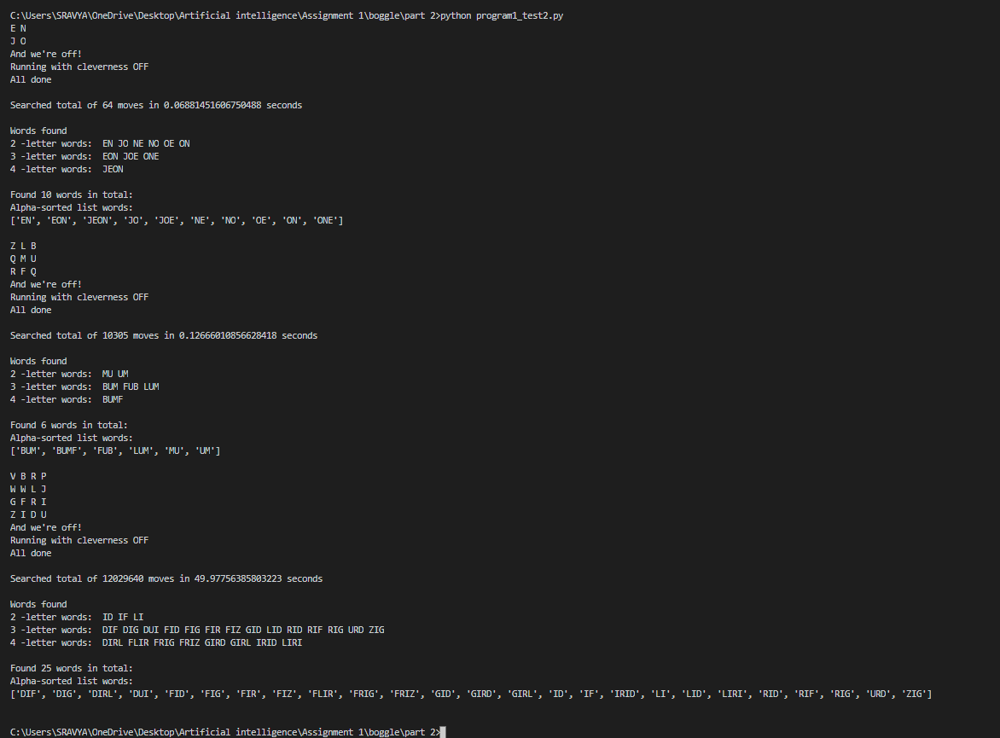 C:\Users\SRAVYA\OneDrive\Desktop\Artificial intelligence\Assignment 1\boggle\part 2>python program1_test2.py
E N
J O
And we're off!
Running with cleverness OFF
All done
Searched total of 64 moves in 0.06881451606750488 seconds
Words found
2 -letter words:  EN JO NE NO OE ON
3 -letter words:  EON JOE ONE
4 -letter words:  JEON
Found 10 words in total:
Alpha-sorted list words:
['EN', 'EON', 'JEON', 'JO', 'JOE', 'NE', 'NO', 'OE', 'ON', 'ONE']
Z L B
Q M U
R F Q
And we're off!
Running with cleverness OFF
All done
Searched total of 10305 moves in 0.12666010856628418 seconds
Words found
2 -letter words:  MU UM
3 -letter words:  BUM FUB LUM
4 -letter words:  BUMF
Found 6 words in total:
Alpha-sorted list words:
['BUM', 'BUMF', 'FUB', 'LUM', 'MU', 'UM']
V B R P
W W L J
G F R I
Z I D U
And we're off!
Running with cleverness OFF
All done
Searched total of 12029640 moves in 49.97756385803223 seconds
Words found
2 -letter words:  ID IF LI
3 -letter words:  DIF DIG DUI FID FIG FIR FIZ GID LID RID RIF RIG URD ZIG
4 -letter words:  DIRL FLIR FRIG FRIZ GIRD GIRL IRID LIRI
Found 25 words in total:
Alpha-sorted list words:
['DIF', 'DIG', 'DIRL', 'DUI', 'FID', 'FIG', 'FIR', 'FIZ', 'FLIR', 'FRIG', 'FRIZ', 'GID', 'GIRD', 'GIRL', 'ID', 'IF', 'IRID', 'LI', 'LID', 'LIRI', 'RID', 'RIF', 'RIG', 'URD', 'ZIG']
C:\Users\SRAVYA\OneDrive\Desktop\Artificial intelligence\Assignment 1\boggle\part 2>